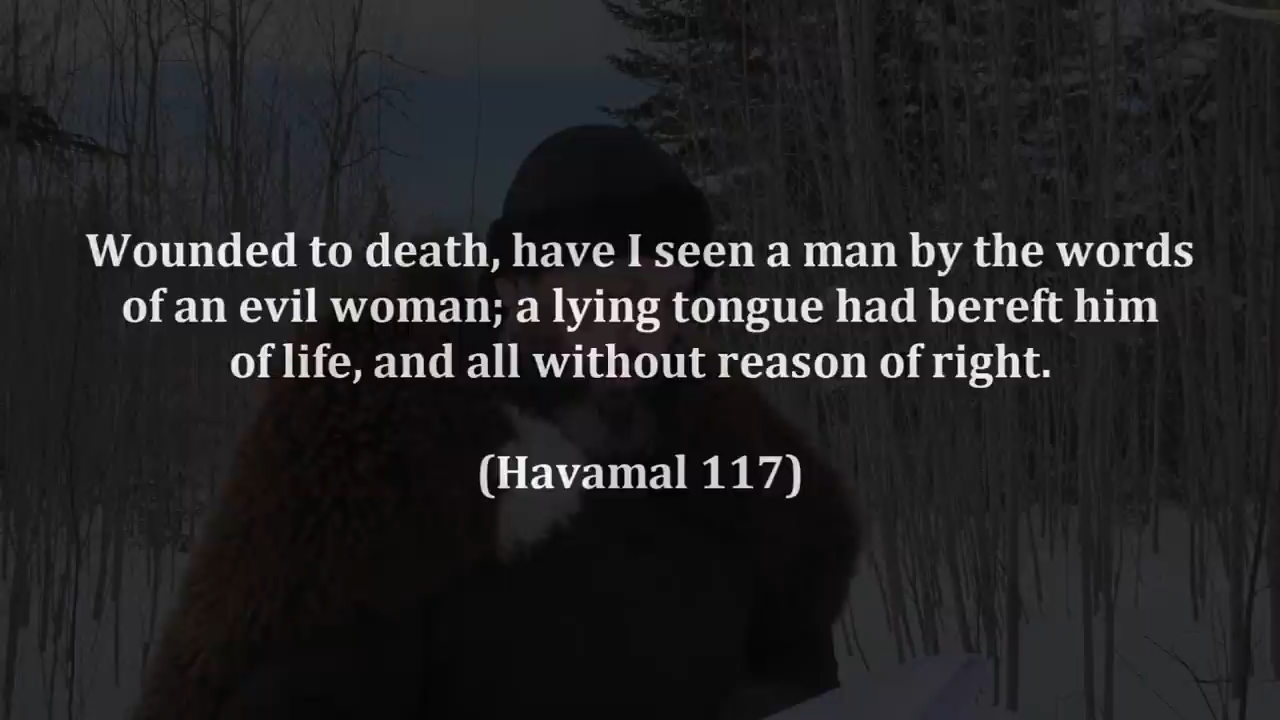 Wounded to death, have I seen a man by the words
of an evil woman; a lying tongue had bereft him
of life, and all without reason of right.
(Havamal 117)